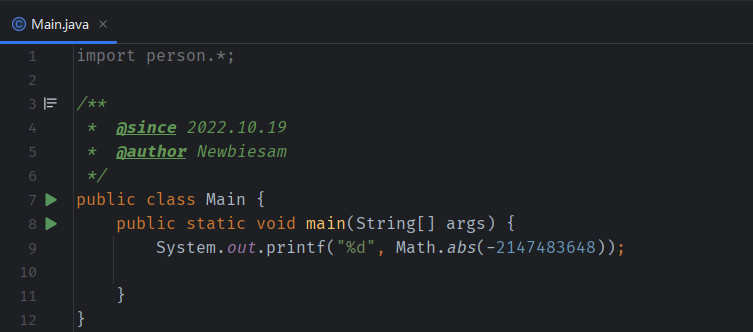 Main.java
1 import person.*;
2
3 /**
4  *  @since 2022.10.19
5  *  @author Newbiesam
6  */
7 public class Main {
8     public static void main(String[] args) {
9         System.out.printf("%d", Math.abs(-2147483648));
10
11     }
12 }